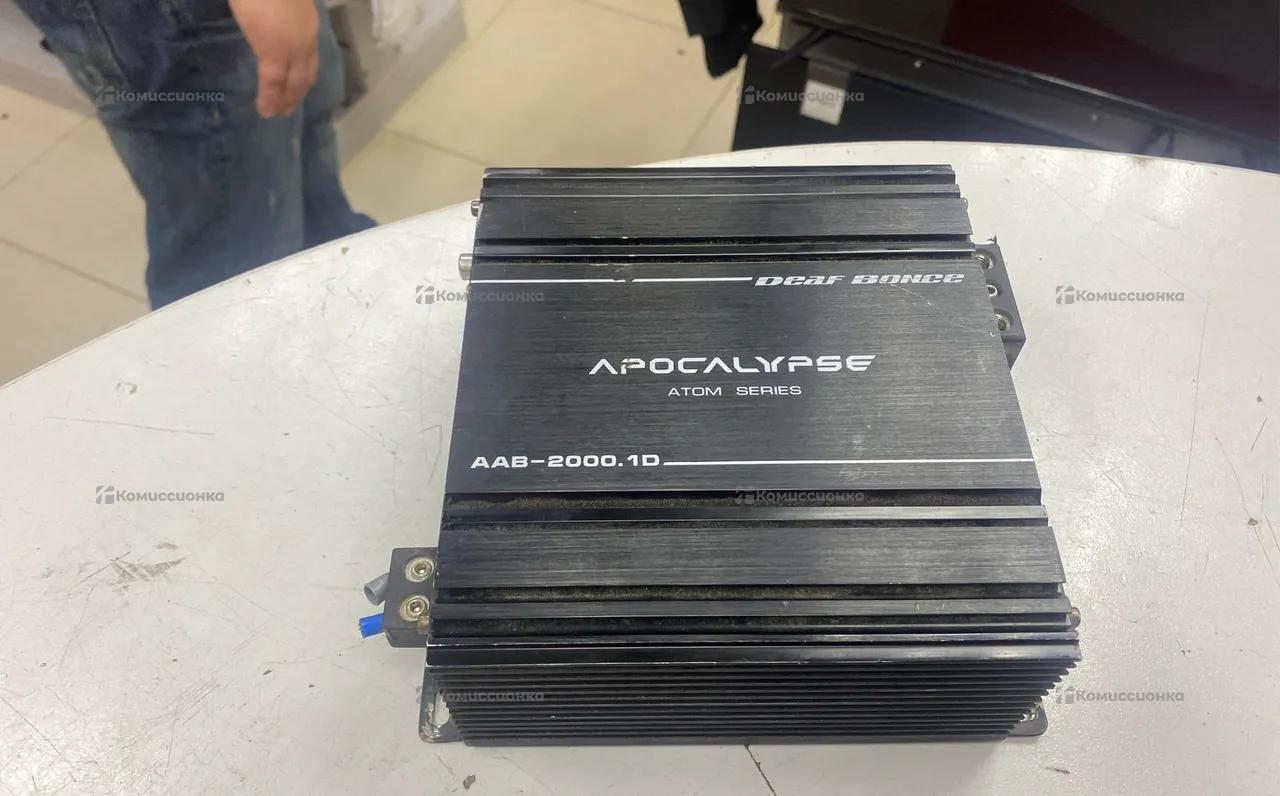 Комиссионка
Комиссионка
Deaf Bonce
Комиссионка
Комиссионка
APOCALYPSE
ATOM SERIES
AAB-2000.1D
Комиссионка
Комиссионка
Комиссионка
Комиссионка